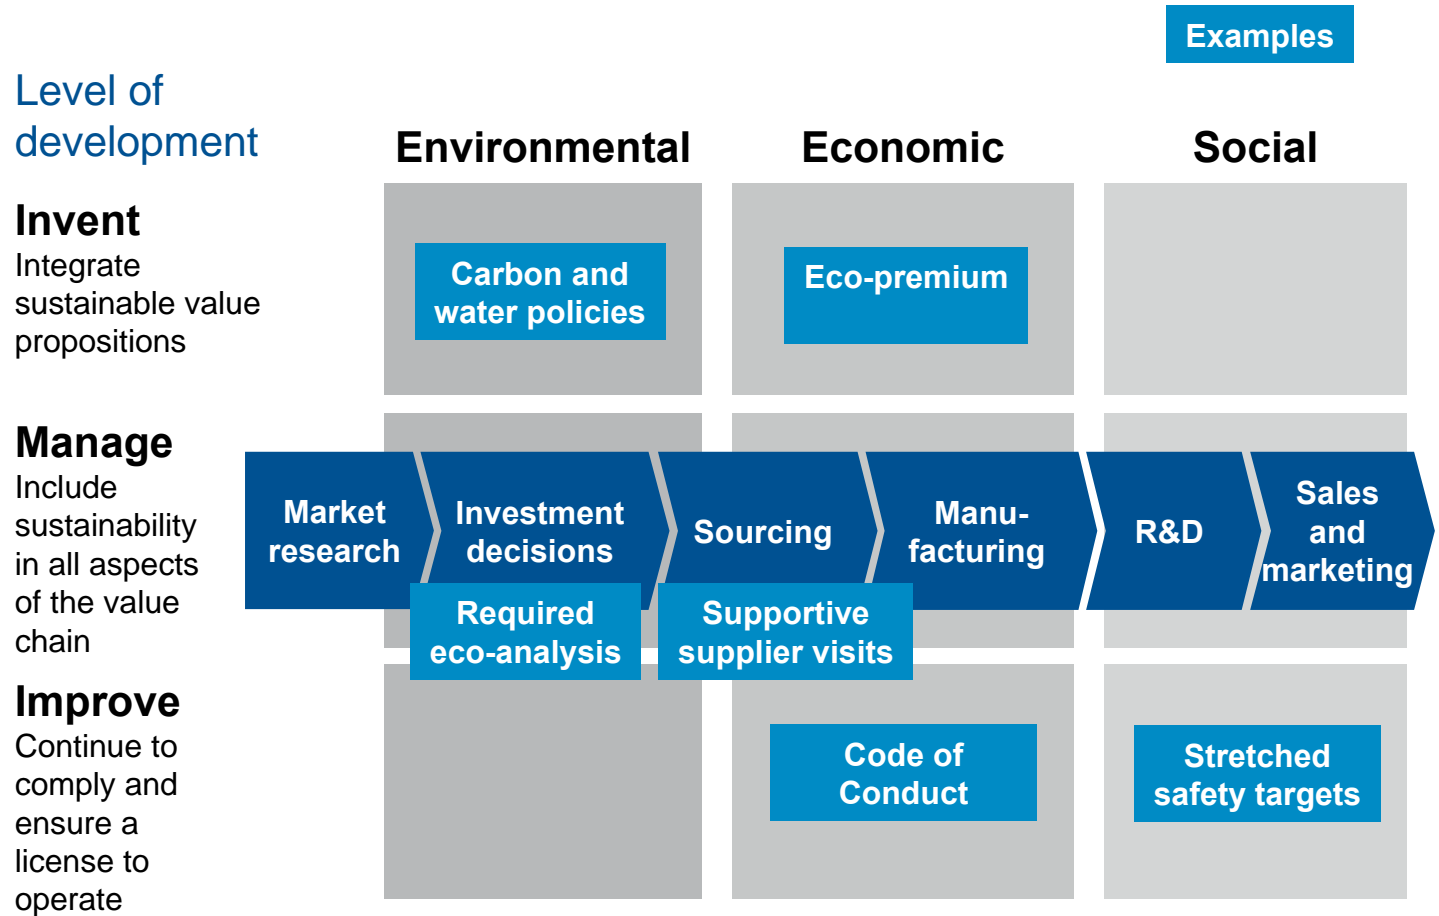 Examples
Level of
development
Environmental
Economic
Social
Invent
Integrate
sustainable value
propositions
Carbon and
water policies
Eco-premium
Manage
Include
sustainability
in all aspects
of the value
chain
Market
research
Investment
decisions
Sourcing
Manu-
facturing
R&D
Sales
and
marketing
Required
eco-analysis
Supportive
supplier visits
Improve
Continue to
comply and
ensure a
license to
operate
Code of
Conduct
Stretched
safety targets